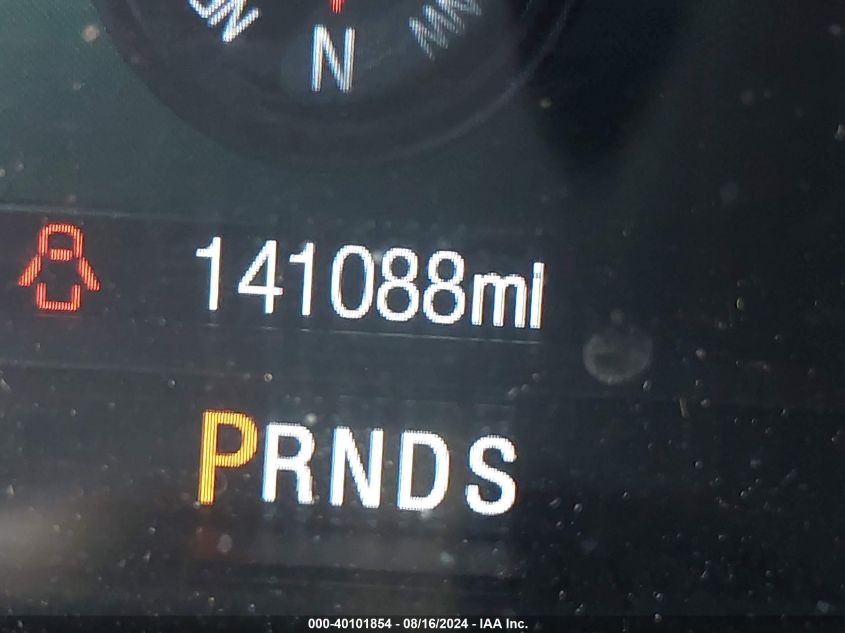 N NW
141088mi
PRNDS
000-40101854 - 08/16/2024 - IAA Inc.